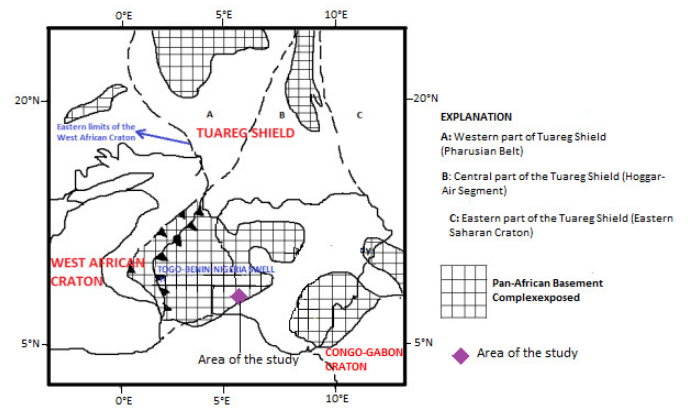 0°E 5°E 10°E
20°N
20°N
A B C
Eastern limits of the
West African Craton
TUAREG SHIELD
WEST AFRICAN
CRATON
TOGO-BENIN-NIGERIA SWELL
5°N
5°N
Area of the study
CONGO-GABON
CRATON
0°E 5°E 10°E
EXPLANATION
A: Western part of Tuareg Shield
(Pharusian Belt)
B: Central part of the Tuareg Shield (Hoggar-
Air Segment)
C: Eastern part of the Tuareg Shield (Eastern
Saharan Craton)
Pan-African Basement
Complexexposed
Area of the study